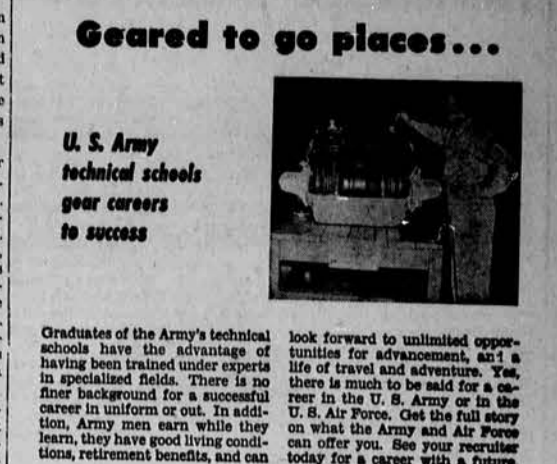 Geared to go places...
U. S. Army
technical schools
gear careers
to success
Graduates of the Army's technical
schools have the advantage of
having been trained under experts
in specialized fields. There is no
finer background for a successful
career in uniform or out. In addi-
tion, Army men earn while they
learn, they have good living condi-
tions, retirement benefits, and can
look forward to unlimited oppor-
tunities for advancement, and a
life of travel and adventure. Yes,
there is much to be said for a ca-
reer in the U. S. Army or in the
U. S. Air Force. Get the full story
on what the Army and Air Force
can offer you. See your recruiter
today for a career with a future.